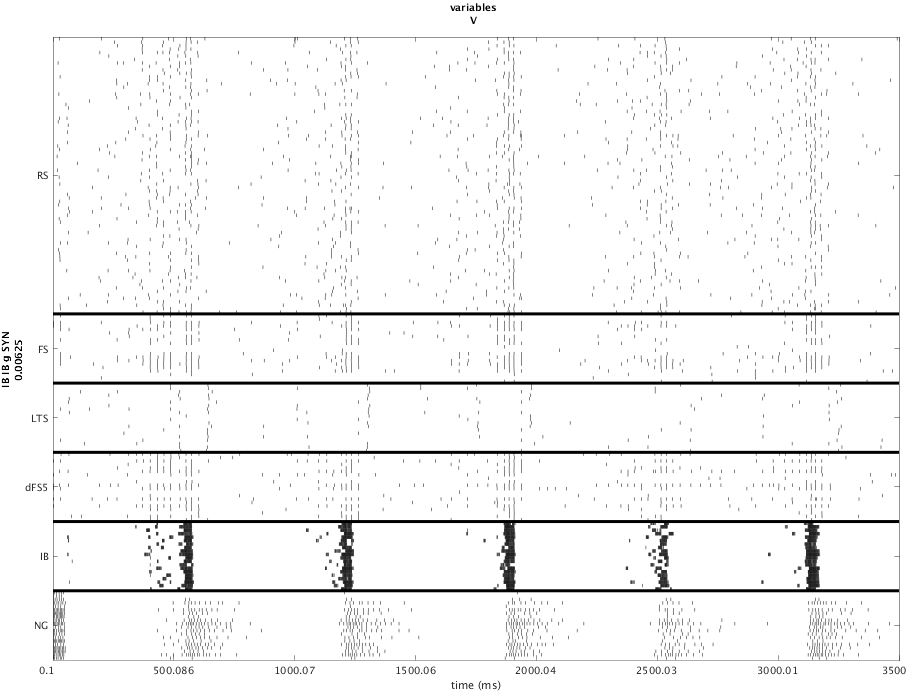 variables
V
RS
FS
LTS
dFS5
IB
NG
IB IB g SYN
0.00625
0.1 500.086 1000.07 1500.06 2000.04 2500.03 3000.01 3500
time (ms)